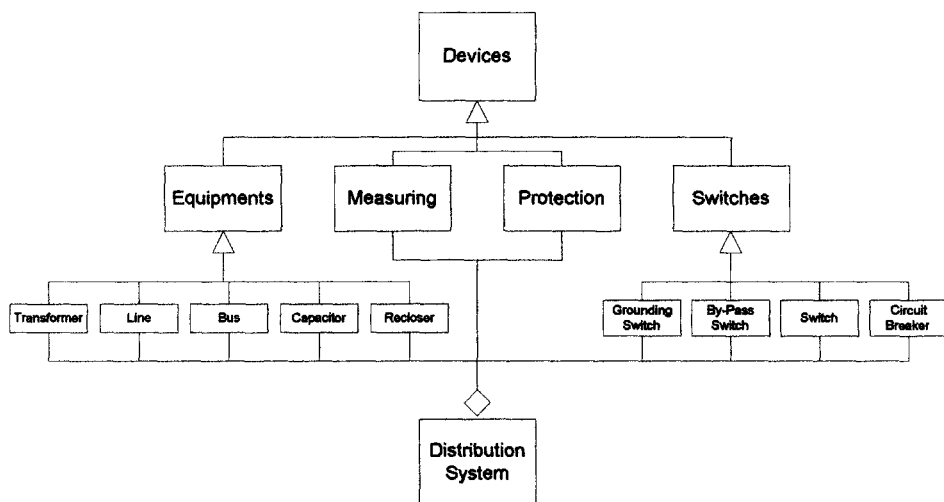 Devices
Equipments
Measuring
Protection
Switches
Transformer
Line
Bus
Capacitor
Recloser
Grounding
Switch
By-Pass
Switch
Switch
Circuit
Breaker
Distribution
System